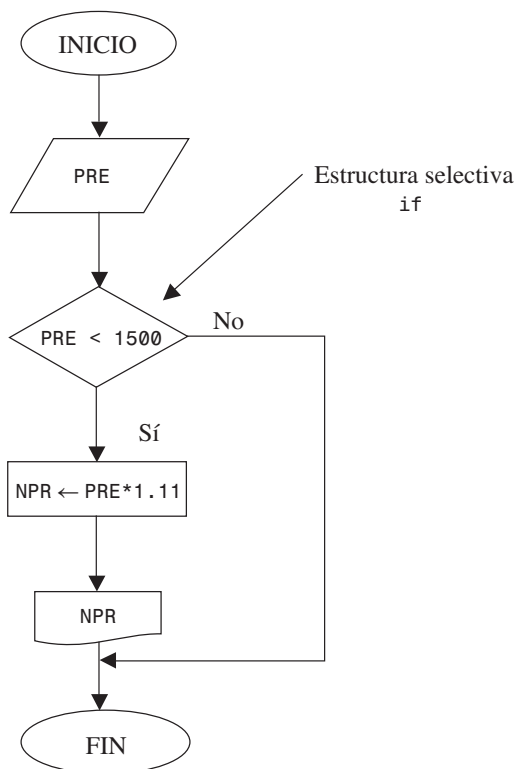 INICIO
PRE
Estructura selectiva
if
PRE < 1500
No
Sí
NPR ← PRE*1.11
NPR
FIN